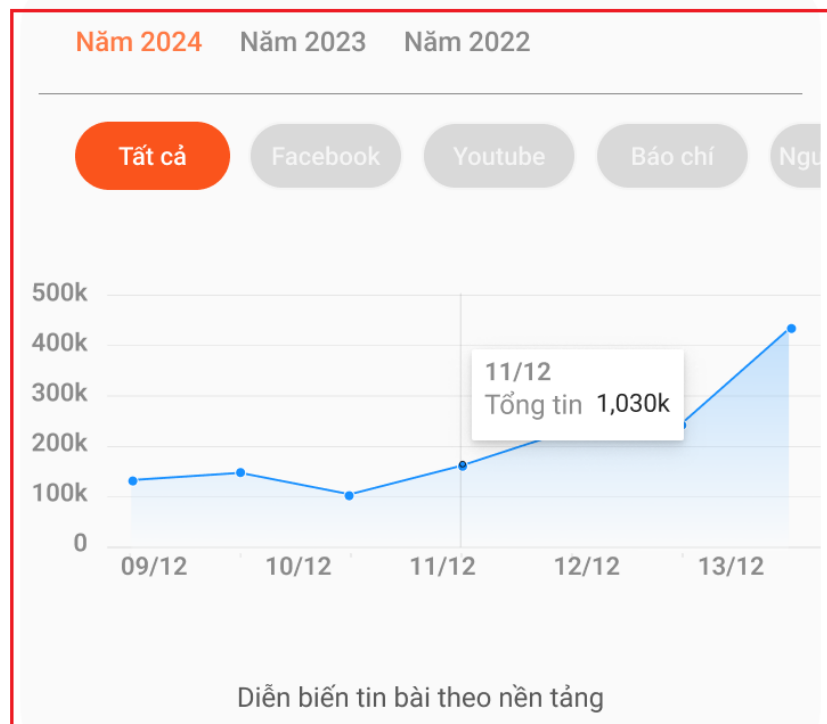 Năm 2024 Năm 2023 Năm 2022
Tất cả Facebook Youtube Báo chí
500k
400k
300k
200k
100k
0
11/12
Tổng tin 1,030k
09/12 10/12 11/12 12/12 13/12
Diễn biến tin bài theo nền tảng